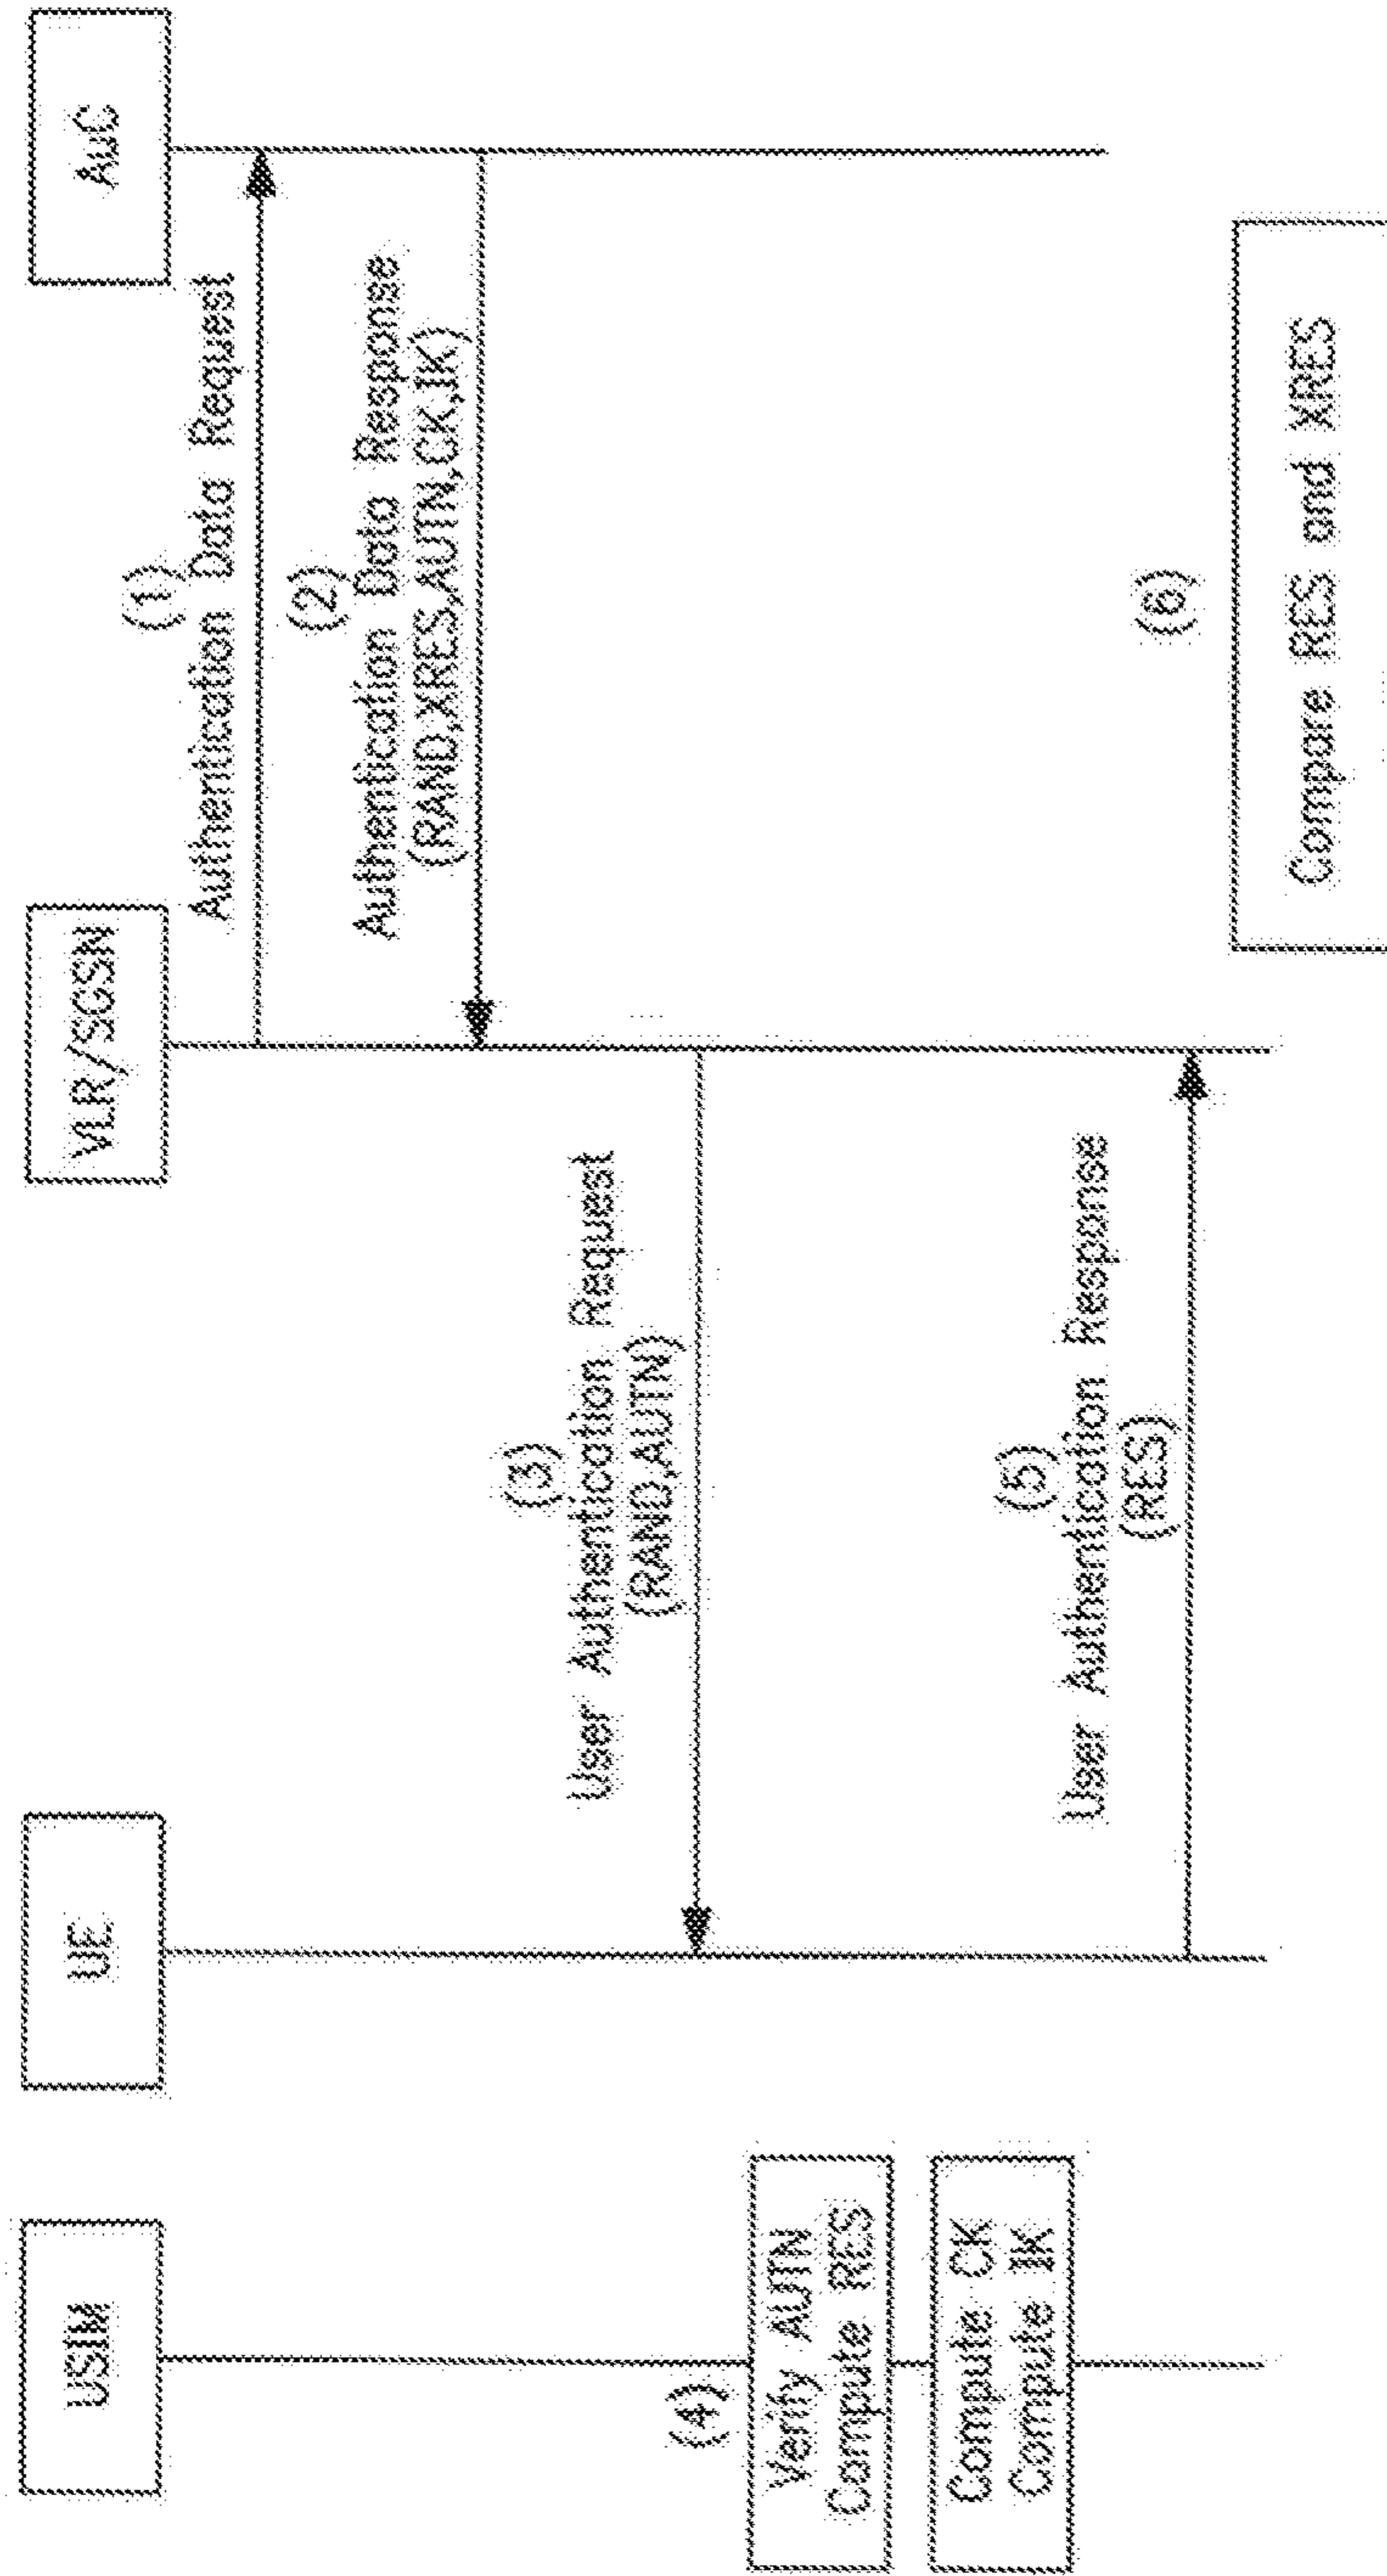 USIM
UE
VLR/SGSN
AuC
(1)
Authentication Data Request
(2)
Authentication Data Response
(RAND,XRES,AUTN,CK,IK)
(3)
User Authentication Request
(RAND,AUTN)
(4)
Verify AUTN
Compute RES
Compute CK
Compute IK
(5)
User Authentication Response
(RES)
(6)
Compare RES and XRES